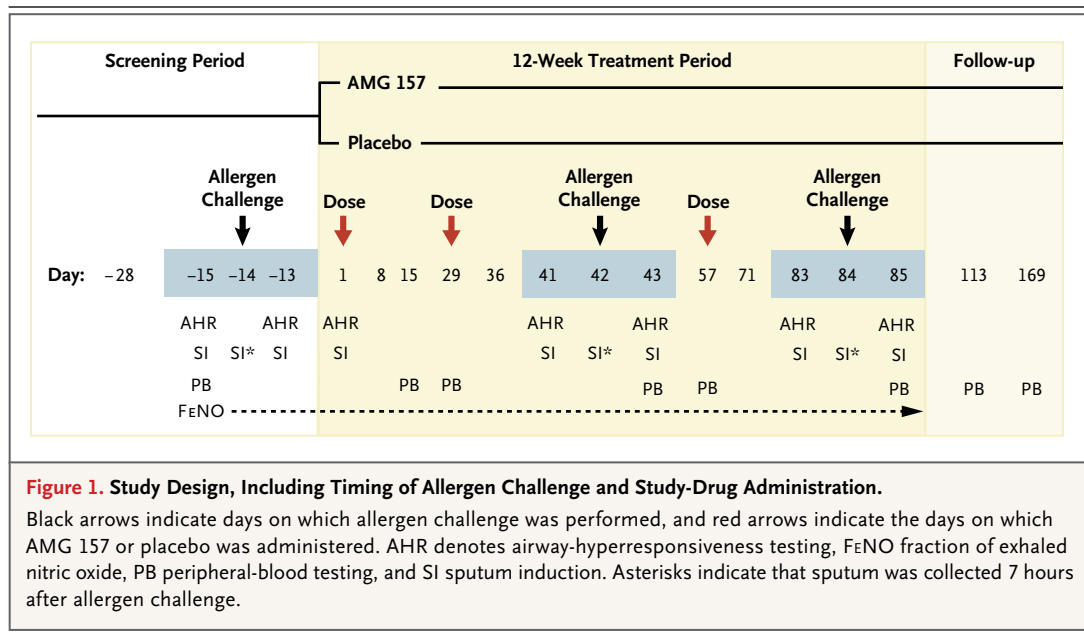 Screening Period 12-Week Treatment Period Follow-up
AMG 157
Placebo
Allergen Challenge Dose Dose Allergen Challenge Dose Allergen Challenge
Day: –28 –15 –14 –13 1 8 15 29 36 41 42 43 57 71 83 84 85 113 169
AHR AHR AHR AHR AHR AHR AHR
SI SI* SI SI SI SI* SI SI SI* SI
PB PB PB PB PB PB PB PB
FENO
Figure 1. Study Design, Including Timing of Allergen Challenge and Study-Drug Administration.
Black arrows indicate days on which allergen challenge was performed, and red arrows indicate the days on which
AMG 157 or placebo was administered. AHR denotes airway-hyperresponsiveness testing, FENO fraction of exhaled
nitric oxide, PB peripheral-blood testing, and SI sputum induction. Asterisks indicate that sputum was collected 7 hours
after allergen challenge.